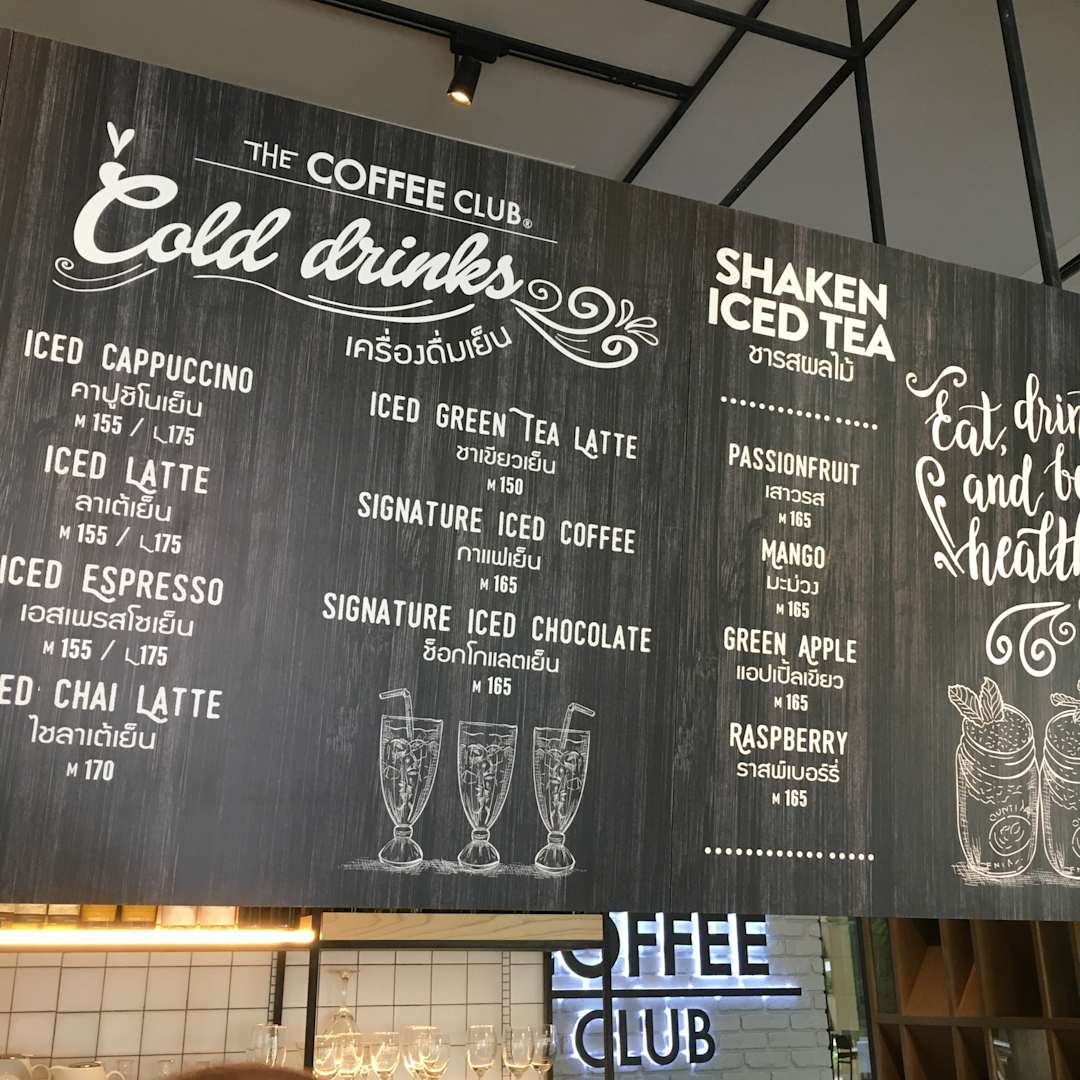 THE COFFEE CLUB®
Cold drinks
เครื่องดื่มเย็น
ICED CAPPUCCINO
คาปูชิโนเย็น
M 155 / L 175
ICED LATTE
ลาเต้เย็น
M 155 / L 175
ICED ESPRESSO
เอสเพรสโซเย็น
M 155 / L 175
CHAI LATTE
ไชลาเต้เย็น
M 170
ICED GREEN TEA LATTE
ชาเขียวเย็น
M 150
SIGNATURE ICED COFFEE
กาแฟเย็น
M 165
SIGNATURE ICED CHOCOLATE
ช็อกโกแลตเย็น
M 165
SHAKEN
ICED TEA
ชารสผลไม้
PASSIONFRUIT
เสาวรส
M 165
MANGO
มะม่วง
M 165
GREEN APPLE
แอปเปิ้ลเขียว
M 165
RASPBERRY
ราสพ์เบอร์รี่
M 165
Eat, drin
and be
health
OFFEE
CLUB